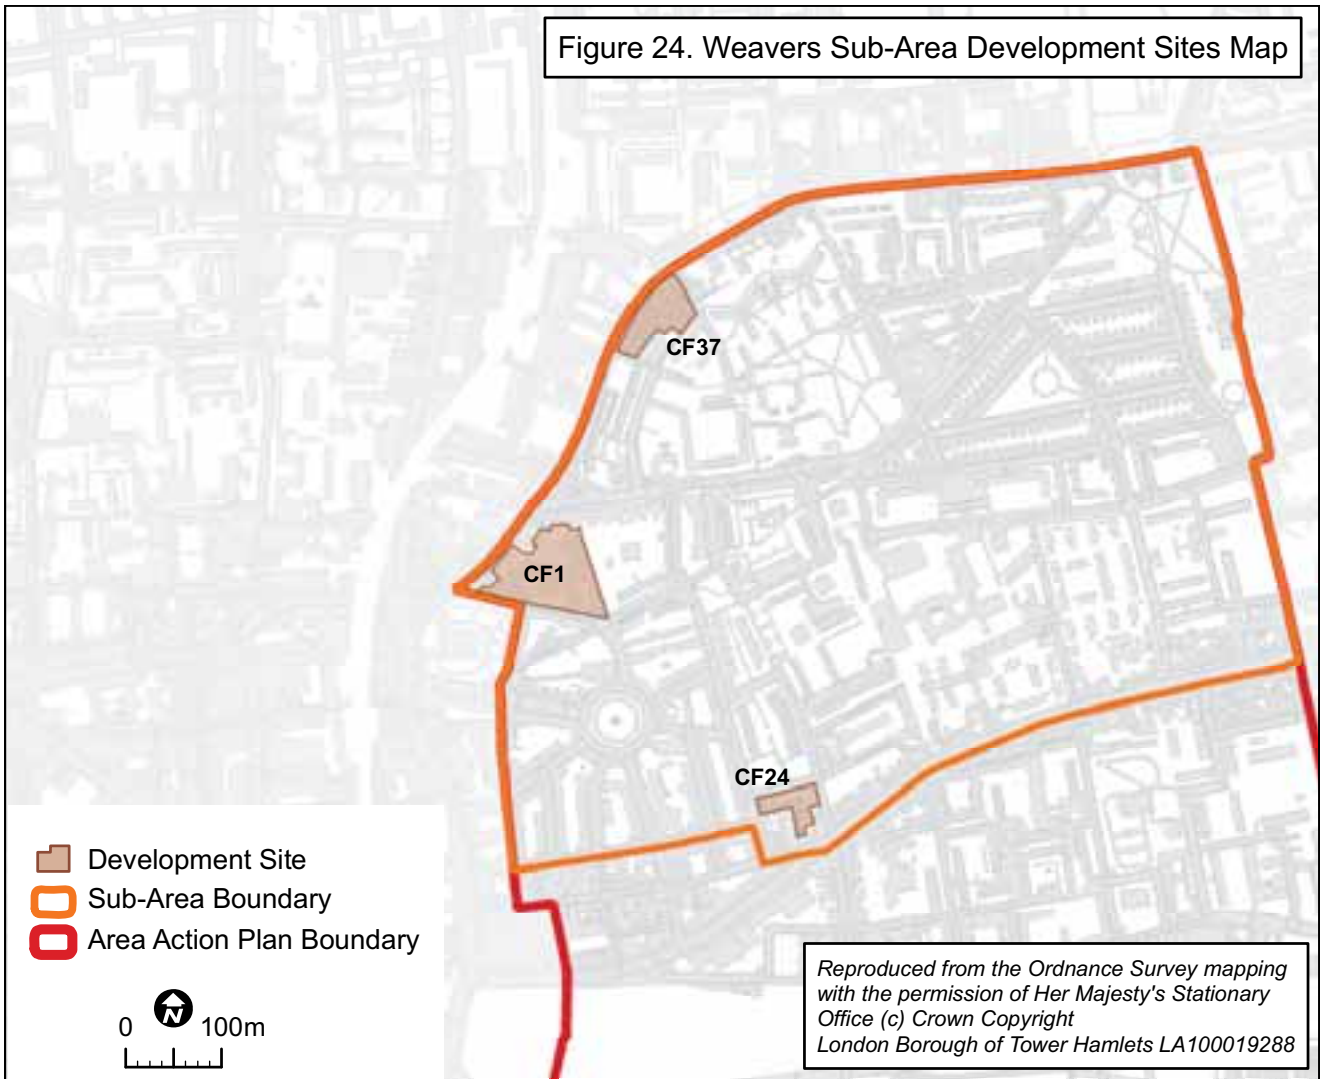 Figure 24. Weavers Sub-Area Development Sites Map
CF37
CF1
CF24
Development Site
Sub-Area Boundary
Area Action Plan Boundary
N
0 100m
Reproduced from the Ordnance Survey mapping
with the permission of Her Majesty's Stationary
Office (c) Crown Copyright
London Borough of Tower Hamlets LA100019288